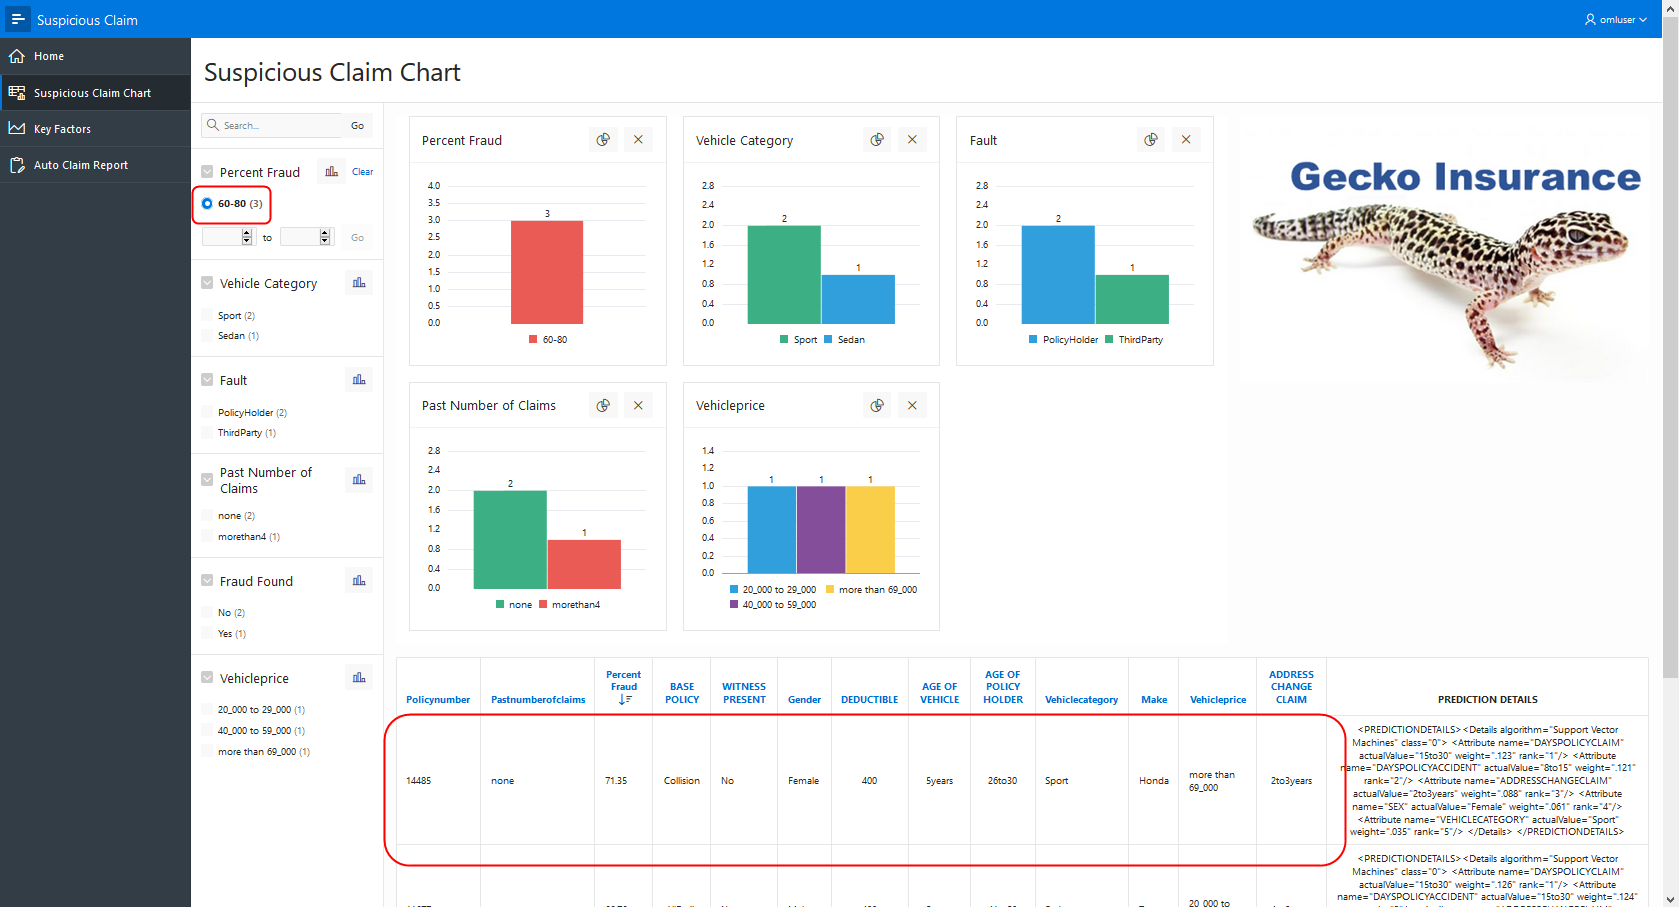 Suspicious Claim
omluser
Home
Suspicious Claim Chart
Key Factors
Auto Claim Report
Suspicious Claim Chart
Search...
Go
Percent Fraud
Clear
60-80 (3)
to
Go
Vehicle Category
Sport (2)
Sedan (1)
Fault
PolicyHolder (2)
ThirdParty (1)
Past Number of
Claims
none (2)
morethan4 (1)
Fraud Found
No (2)
Yes (1)
Vehicleprice
20_000 to 29_000 (1)
40_000 to 59_000 (1)
more than 69_000 (1)
Percent Fraud
4.0
3.5
3.0
2.5
2.0
1.5
1.0
0.5
0.0
3
60-80
Vehicle Category
2.8
2.4
2.0
1.6
1.2
0.8
0.4
0.0
2
1
Sport Sedan
Fault
2.8
2.4
2.0
1.6
1.2
0.8
0.4
0.0
2
1
PolicyHolder ThirdParty
Gecko Insurance
Past Number of Claims
2.8
2.4
2.0
1.6
1.2
0.8
0.4
0.0
2
1
none morethan4
Vehicleprice
1.4
1.2
1.0
0.8
0.6
0.4
0.2
0.0
1
1
1
20_000 to 29_000 more than 69_000
40_000 to 59_000
Policynumber
Pastnumberofclaims
Percent
Fraud
BASE
POLICY
WITNESS
PRESENT
Gender
DEDUCTIBLE
AGE OF
VEHICLE
AGE OF
POLICY
HOLDER
Vehiclecategory
Make
Vehicleprice
ADDRESS
CHANGE
CLAIM
PREDICTION DETAILS
14485
none
71.35
Collision
No
Female
400
5years
26to30
Sport
Honda
more than
69_000
2to3years
<PREDICTIONDETAILS><Details algorithm="Support Vector
Machines" class="0"> <Attribute name="DAYSPOLICYCLAIM"
actualValue="15to30" weight=".123" rank="1"/> <Attribute
name="DAYSPOLICYACCIDENT" actualValue="8to15" weight=".121"
rank="2"/> <Attribute name="ADDRESSCHANGECLAIM"
actualValue="2to3years" weight=".088" rank="3"/> <Attribute
name="SEX" actualValue="Female" weight=".061" rank="4"/>
<Attribute name="VEHICLECATEGORY" actualValue="Sport"
weight=".035" rank="5"/> </Details> </PREDICTIONDETAILS>
20_000 to
<PREDICTIONDETAILS><Details algorithm="Support Vector
Machines" class="0"> <Attribute name="DAYSPOLICYCLAIM"
actualValue="15to30" weight=".126" rank="1"/> <Attribute
name="DAYSPOLICYACCIDENT" actualValue="15to30" weight=".124"